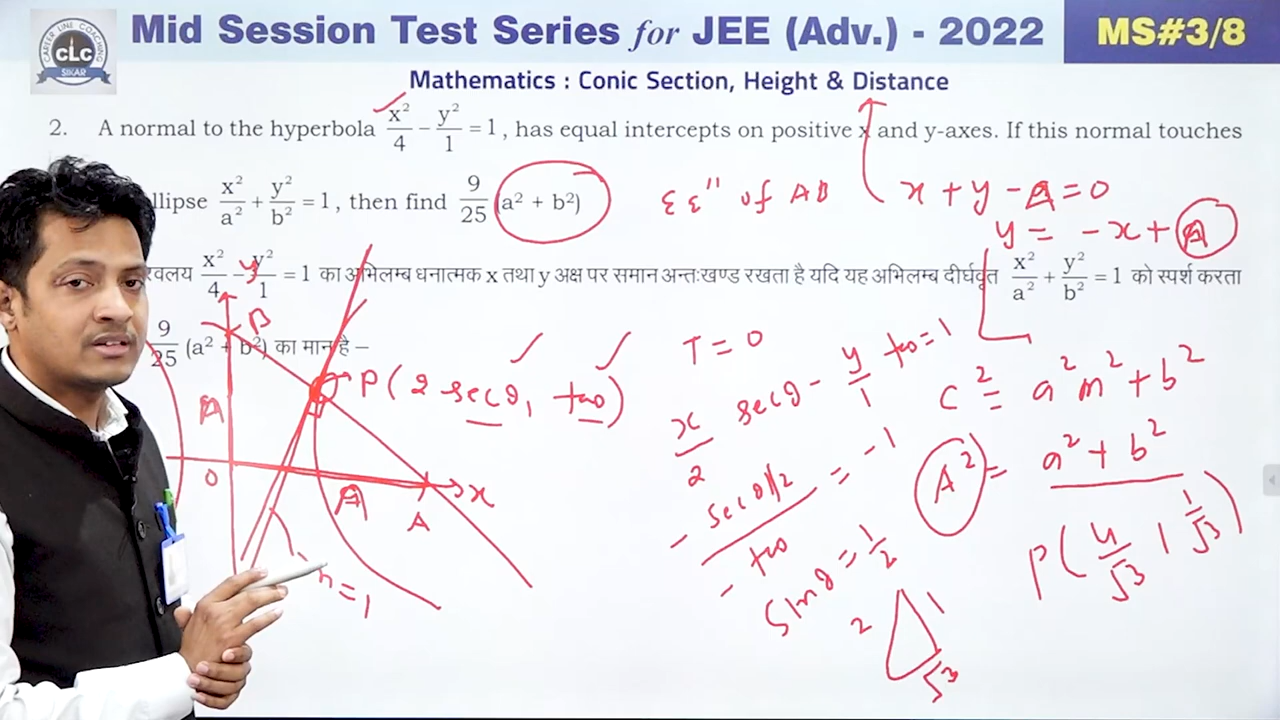 CAREER LINE COACHING
CLC
SIKAR
Mid Session Test Series for JEE (Adv.) - 2022
MS#3/8
Mathematics : Conic Section, Height & Distance
2. A normal to the hyperbola x²/4 − y²/1 = 1, has equal intercepts on positive x and y-axes. If this normal touches
llipse x²/a² + y²/b² = 1, then find 9/25 (a² + b²)
रवलय x²/4 − y²/1 = 1 का अभिलम्ब धनात्मक x तथा y अक्ष पर समान अन्तःखण्ड रखता है यदि यह अभिलम्ब दीर्घवृत x²/a² + y²/b² = 1 को स्पर्श करता
9/25 (a² + b²) का मान है –
εε" of AB
x + y - A = 0
y = - x + A
y
B
P ( 2 secθ, tanθ )
A
O
A
A
x
m = 1
T = 0
x/2 secθ - y/1 tanθ = 1
- secθ/2 / - tanθ = -1
sinθ = 1/2
2
1
√3
c² = a²m² + b²
A² = a² + b²
P ( 4/√3 , 1/√3 )